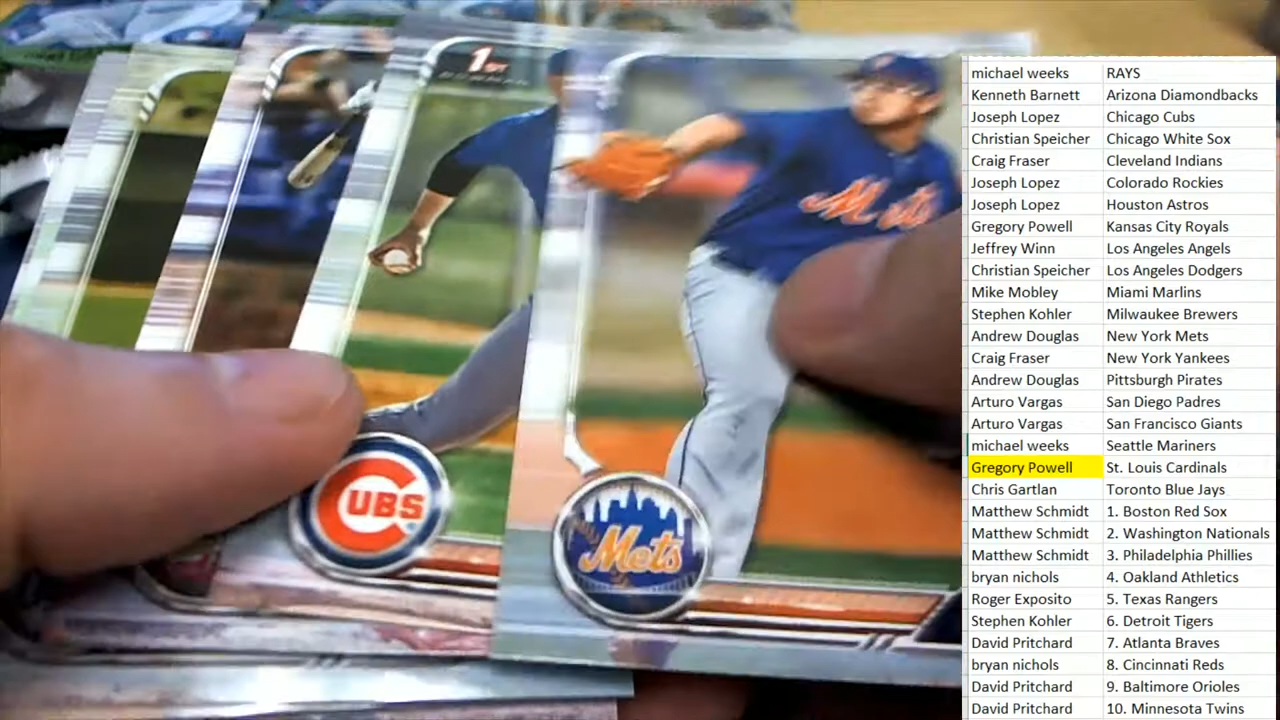 1ST
BOWMAN
Mets
CUBS
Mets
michael weeks RAYS
Kenneth Barnett Arizona Diamondbacks
Joseph Lopez Chicago Cubs
Christian Speicher Chicago White Sox
Craig Fraser Cleveland Indians
Joseph Lopez Colorado Rockies
Joseph Lopez Houston Astros
Gregory Powell Kansas City Royals
Jeffrey Winn Los Angeles Angels
Christian Speicher Los Angeles Dodgers
Mike Mobley Miami Marlins
Stephen Kohler Milwaukee Brewers
Andrew Douglas New York Mets
Craig Fraser New York Yankees
Andrew Douglas Pittsburgh Pirates
Arturo Vargas San Diego Padres
Arturo Vargas San Francisco Giants
michael weeks Seattle Mariners
Gregory Powell St. Louis Cardinals
Chris Gartlan Toronto Blue Jays
Matthew Schmidt 1. Boston Red Sox
Matthew Schmidt 2. Washington Nationals
Matthew Schmidt 3. Philadelphia Phillies
bryan nichols 4. Oakland Athletics
Roger Exposito 5. Texas Rangers
Stephen Kohler 6. Detroit Tigers
David Pritchard 7. Atlanta Braves
bryan nichols 8. Cincinnati Reds
David Pritchard 9. Baltimore Orioles
David Pritchard 10. Minnesota Twins